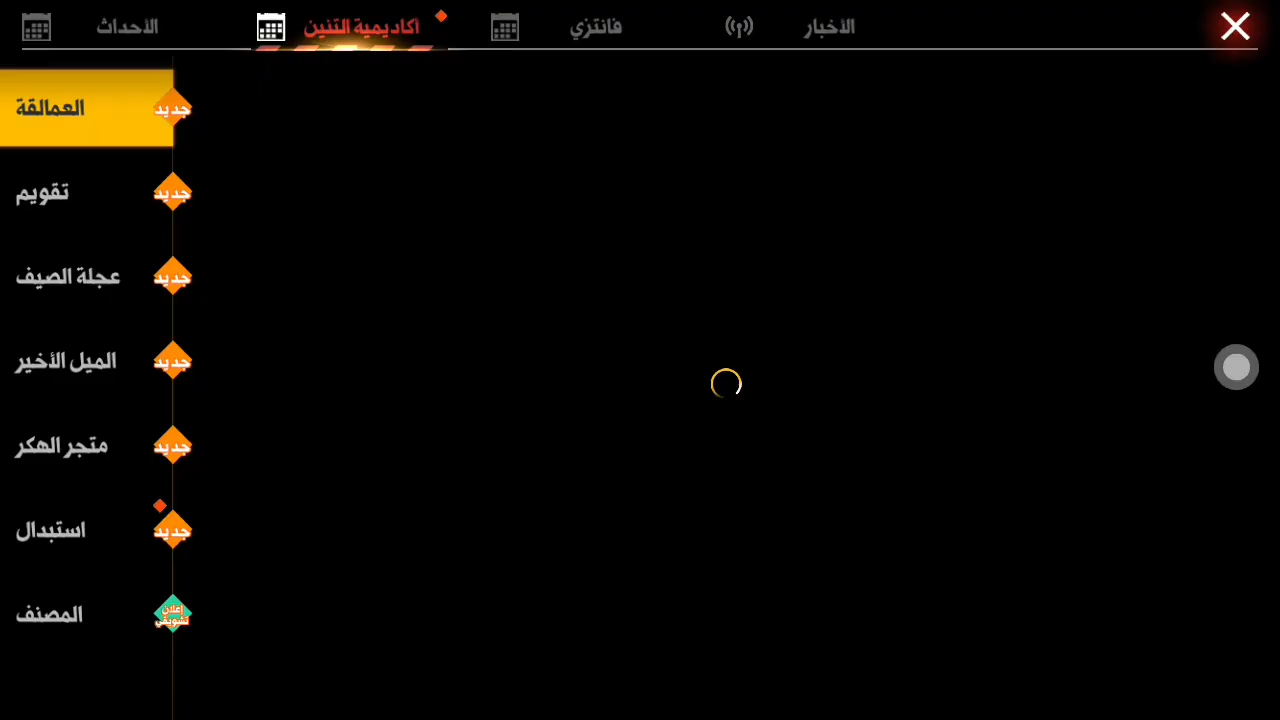 الأحداث
أكاديمية التنين
فانتزي
الأخبار
العمالقة
جديد
تقويم
جديد
عجلة الصيف
جديد
الميل الأخير
جديد
متجر الهكر
جديد
استبدال
جديد
المصنف
إعلان
تشويقي